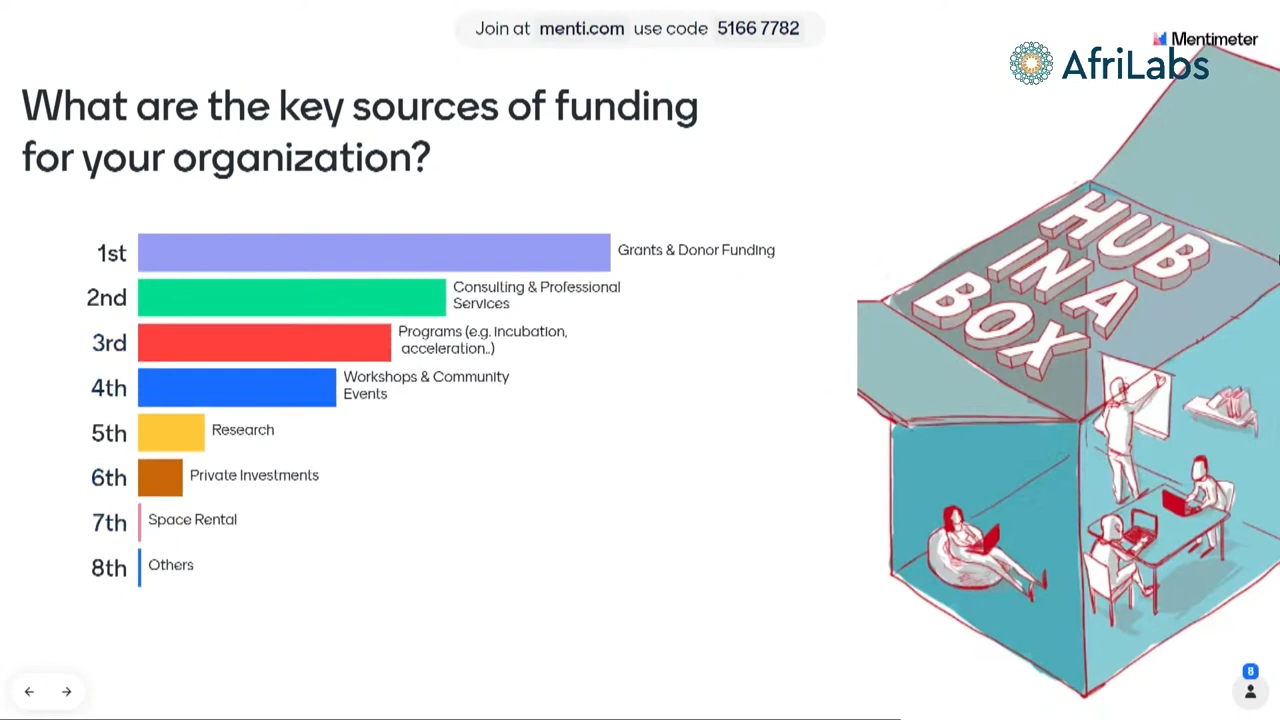 Join at menti.com use code 5166 7782
Mentimeter
AfriLabs
What are the key sources of funding
for your organization?
1st
Grants & Donor Funding
2nd
Consulting & Professional
Services
3rd
Programs (e.g. incubation,
acceleration..)
4th
Workshops & Community
Events
5th
Research
6th
Private Investments
7th
Space Rental
8th
Others
HUB
IN A
BOX
8